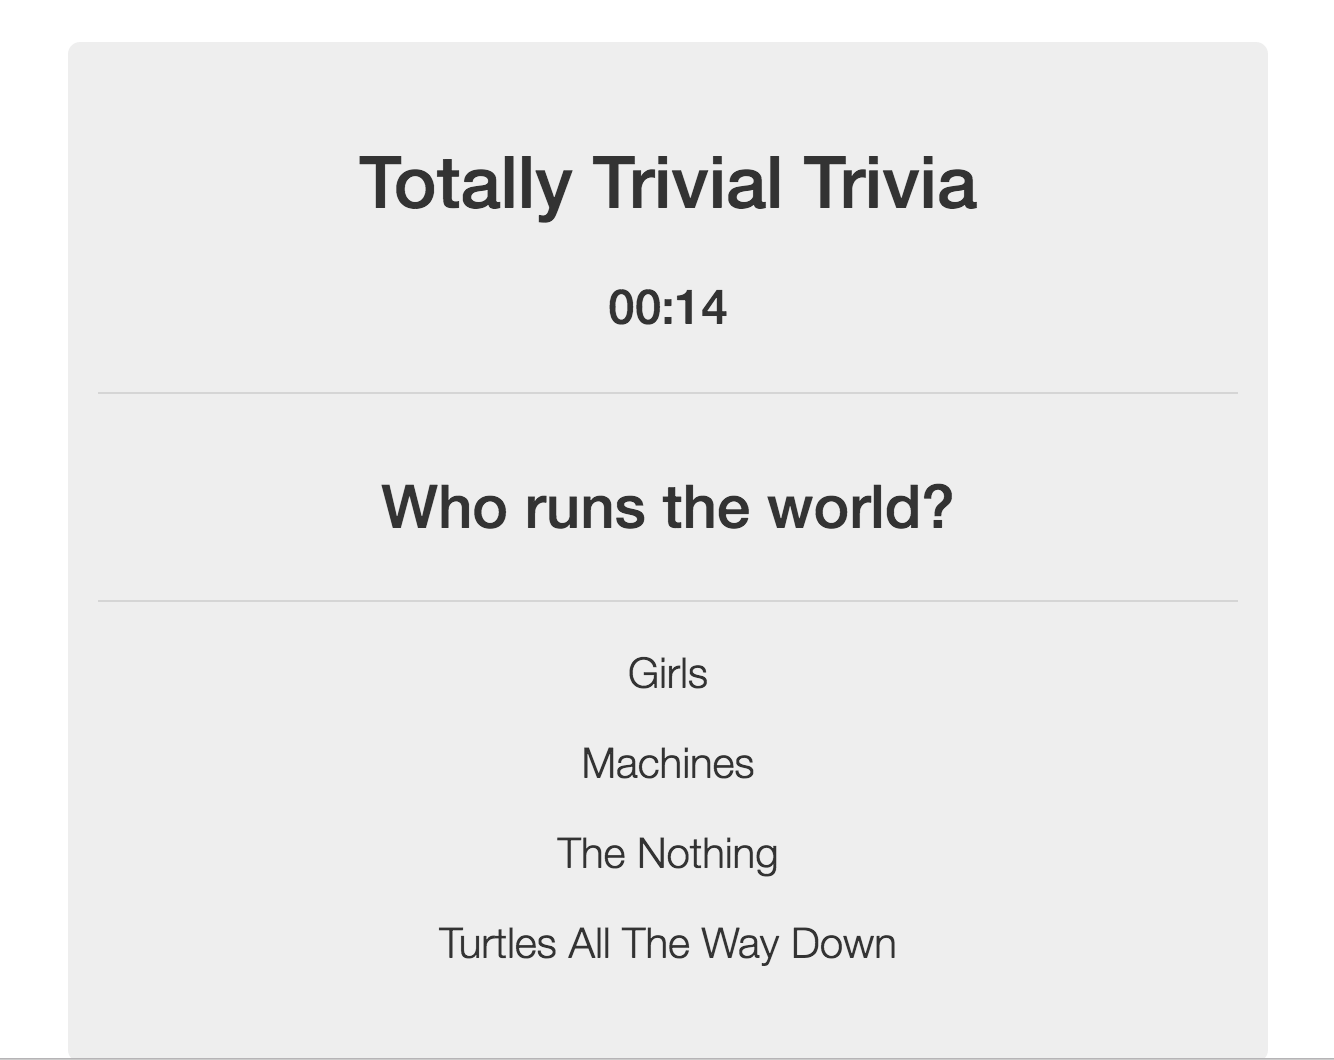 Totally Trivial Trivia
00:14
Who runs the world?
Girls
Machines
The Nothing
Turtles All The Way Down